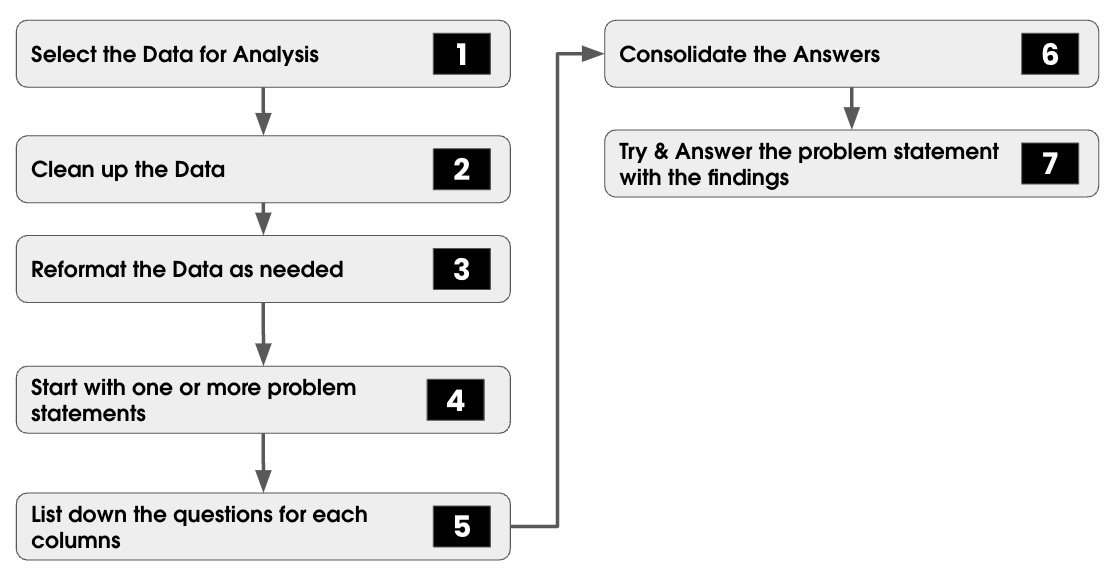 Select the Data for Analysis
1
Clean up the Data
2
Reformat the Data as needed
3
Start with one or more problem
statements
4
List down the questions for each
columns
5
Consolidate the Answers
6
Try & Answer the problem statement
with the findings
7